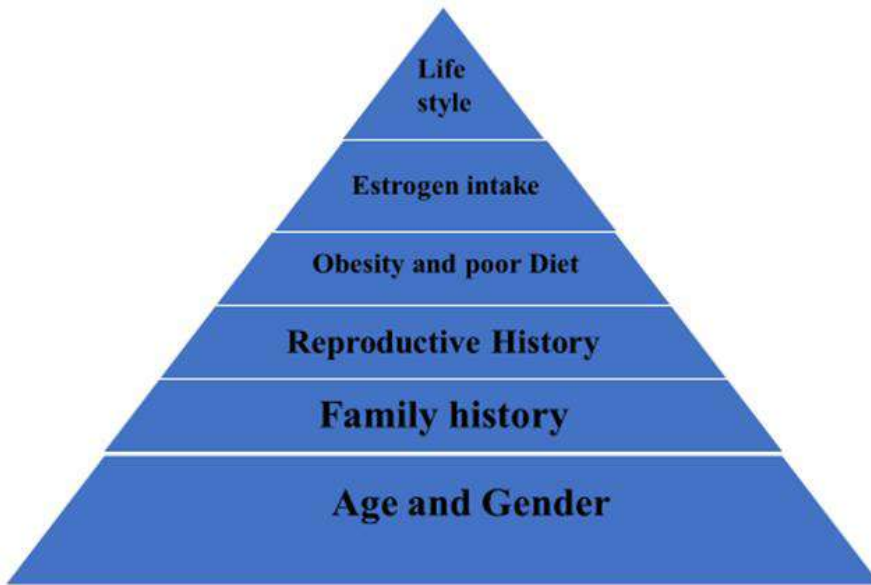 Life
style
Estrogen intake
Obesity and poor Diet
Reproductive History
Family history
Age and Gender